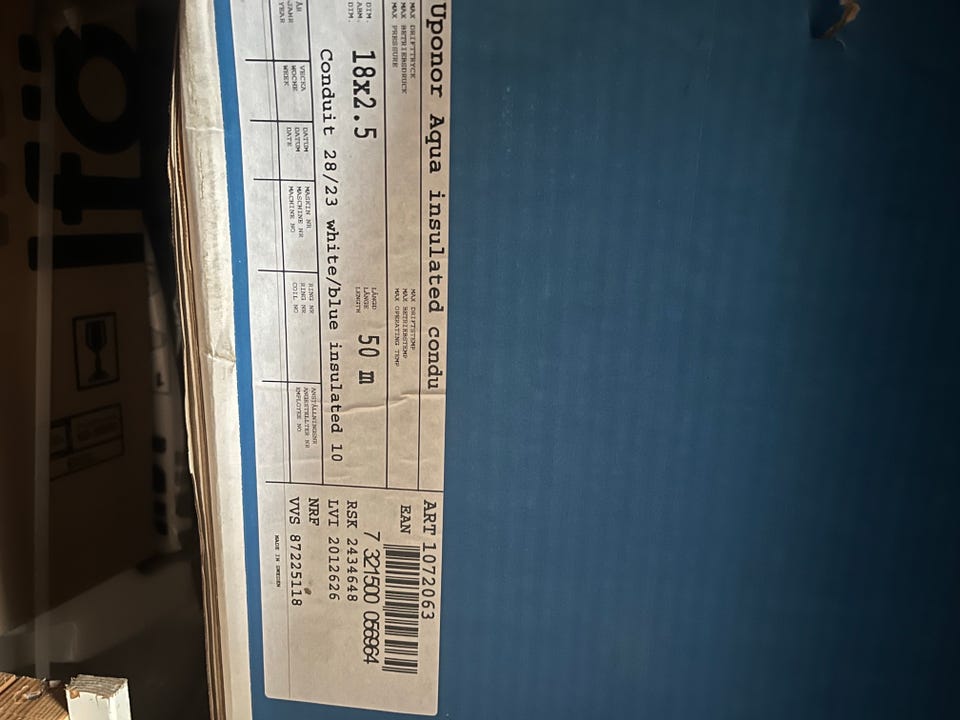 Uponor Aqua insulated condu
MAX DRIFTTRYCK
MAX BETRIEBSDRUCK
MAX PRESSURE
MAX DRIFTSTEMP
MAX BETRIEBSTEMP
MAX OPERATING TEMP
DIM.
ABM.
DIM.
18x2.5
LÄNGD
LÄNGE
LENGTH
50 m
Conduit 28/23 white/blue insulated 10
ÅR
JAHR
YEAR
VECKA
WOCHE
WEEK
DATUM
DATUM
DATE
MASKIN NR
MASCHINE NR
MACHINE NO
RING NR
RING NR
COIL NO
ANSTÄLLNINGSNR
ANGESTELLTER NR
EMPLOYEE NO
ART 1072063
EAN
7 321500 056964
RSK 2434648
LVI 2012626
NRF
VVS 87225118
MADE IN SWEDEN
Ifö